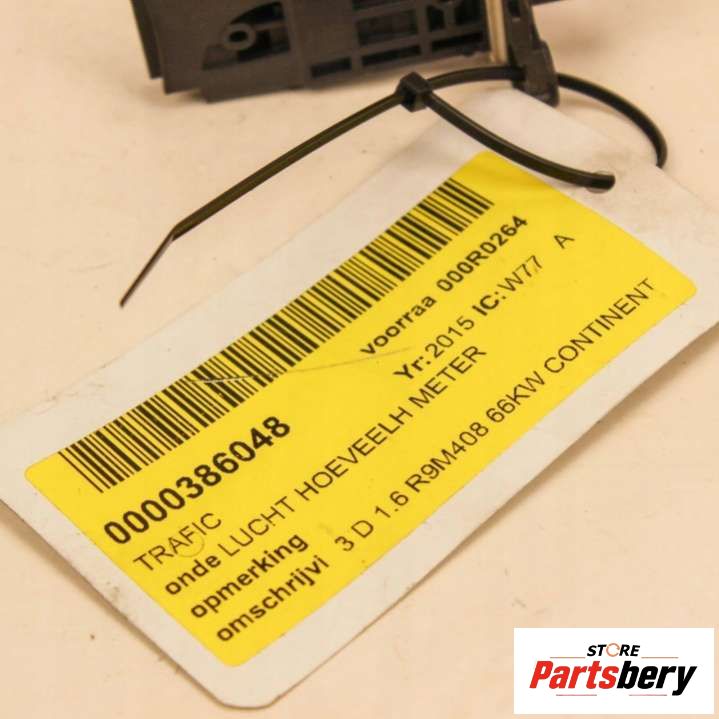 voorraa 000R0264
0000386048 Yr: 2015 IC: W77 A
TRAFIC
onde LUCHT HOEVEELH METER
opmerking
omschrijvi 3 D 1.6 R9M408 66KW CONTINENT
STORE
Partsbery